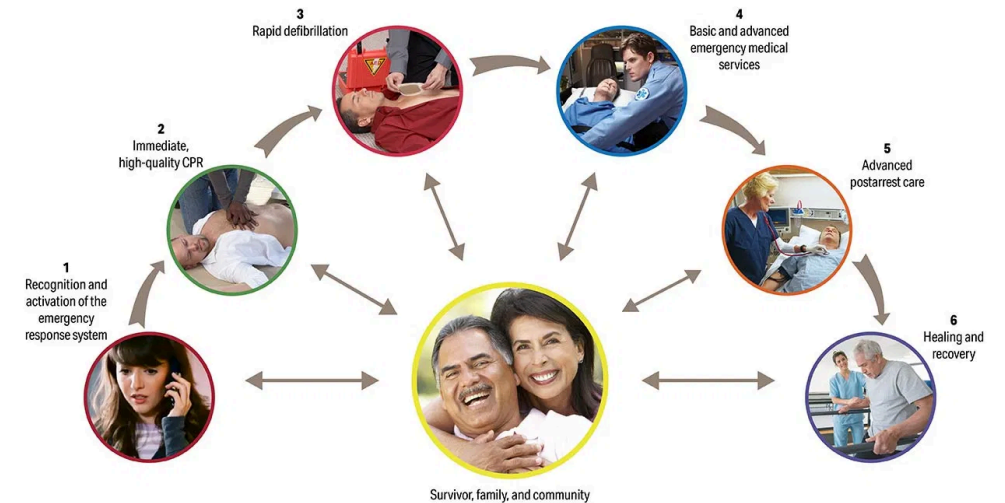 1
Recognition and
activation of the
emergency
response system
2
Immediate,
high-quality CPR
3
Rapid defibrillation
4
Basic and advanced
emergency medical
services
5
Advanced
postarrest care
6
Healing and
recovery
Survivor, family, and community